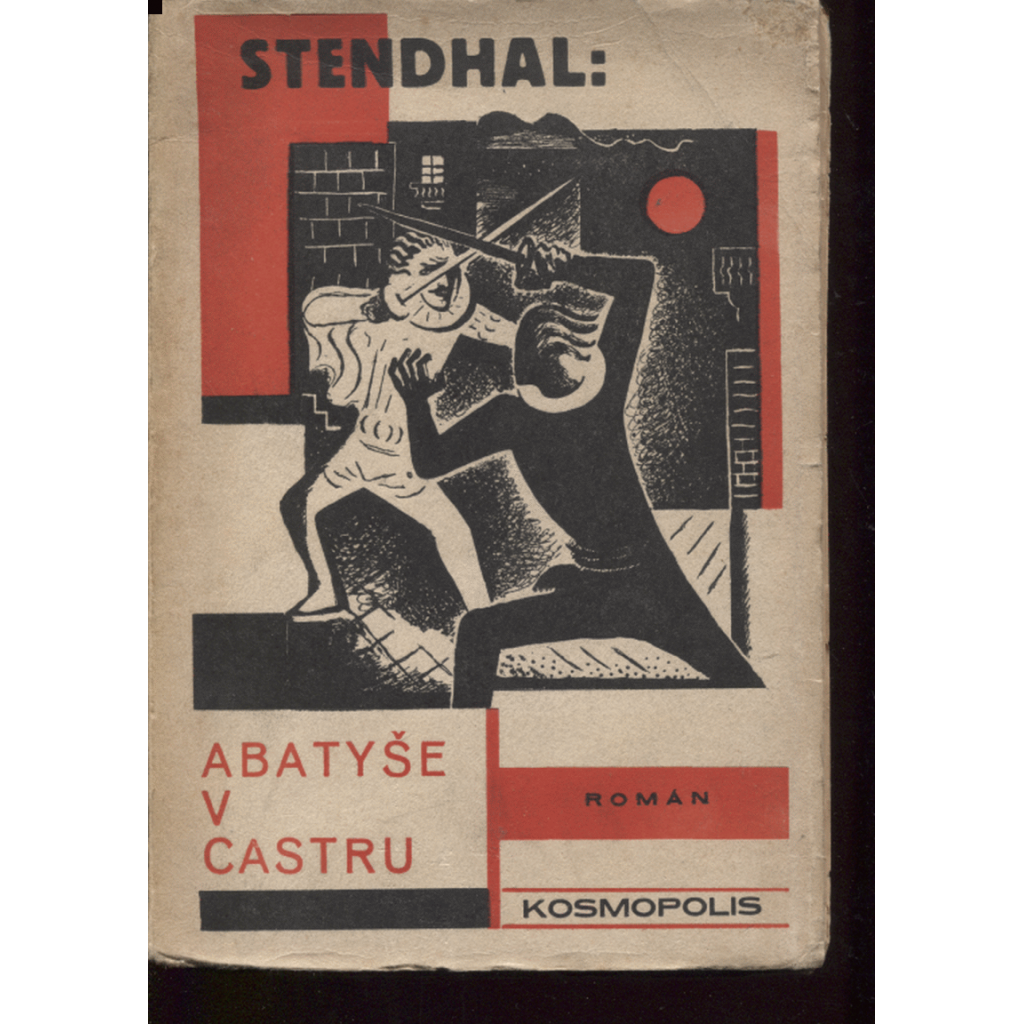 STENDHAL:
ABATYŠE
V
CASTRU
ROMÁN
KOSMOPOLIS